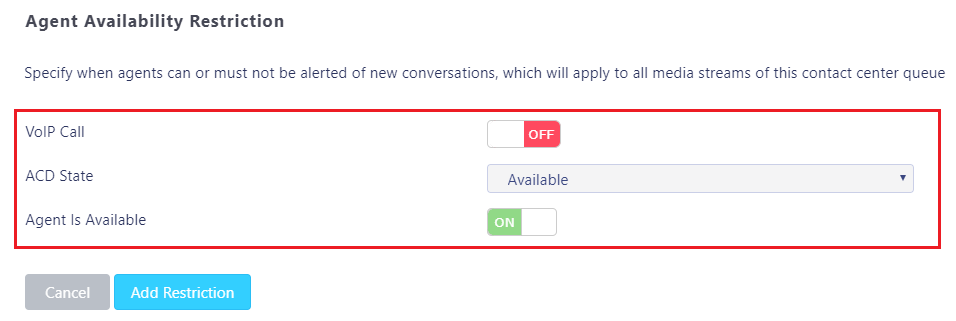 Agent Availability Restriction
Specify when agents can or must not be alerted of new conversations, which will apply to all media streams of this contact center queue
VoIP Call OFF
ACD State Available
Agent Is Available ON
Cancel Add Restriction